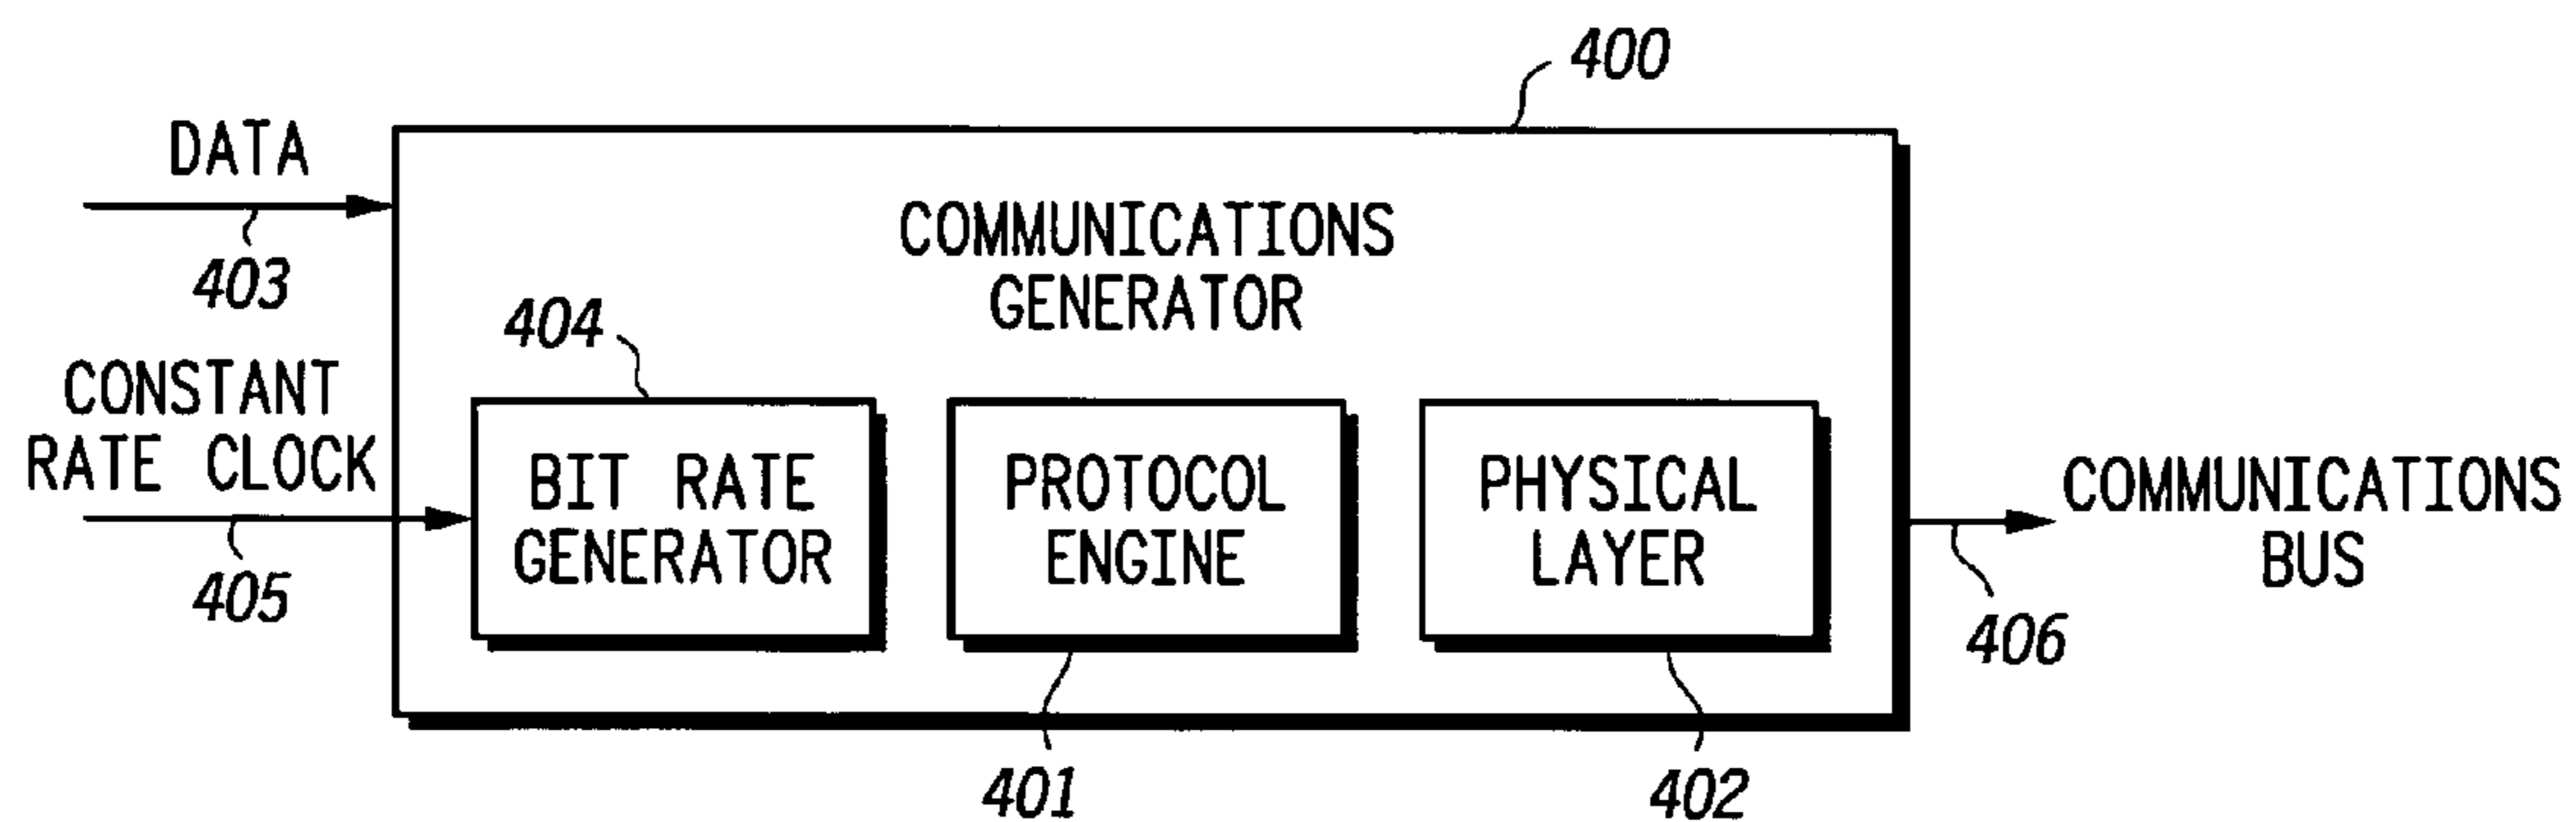 400
DATA
403
COMMUNICATIONS
GENERATOR
404
CONSTANT
RATE CLOCK
405
BIT RATE
GENERATOR
PROTOCOL
ENGINE
PHYSICAL
LAYER
COMMUNICATIONS
BUS
406
401
402